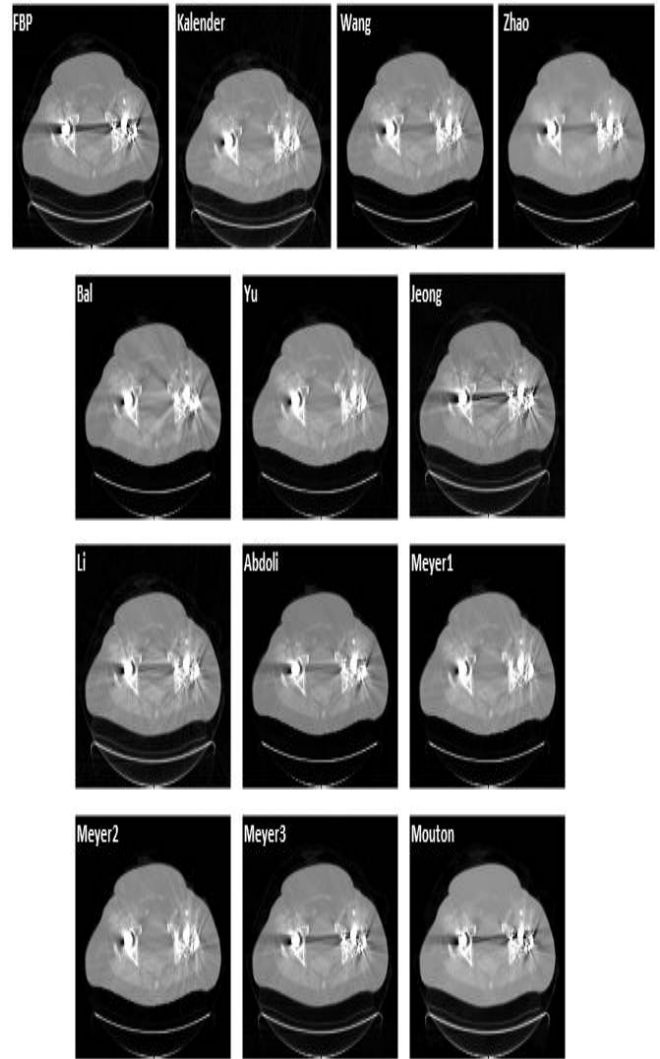 FBP
Kalender
Wang
Zhao
Bal
Yu
Jeong
Li
Abdoli
Meyer1
Meyer2
Meyer3
Mouton